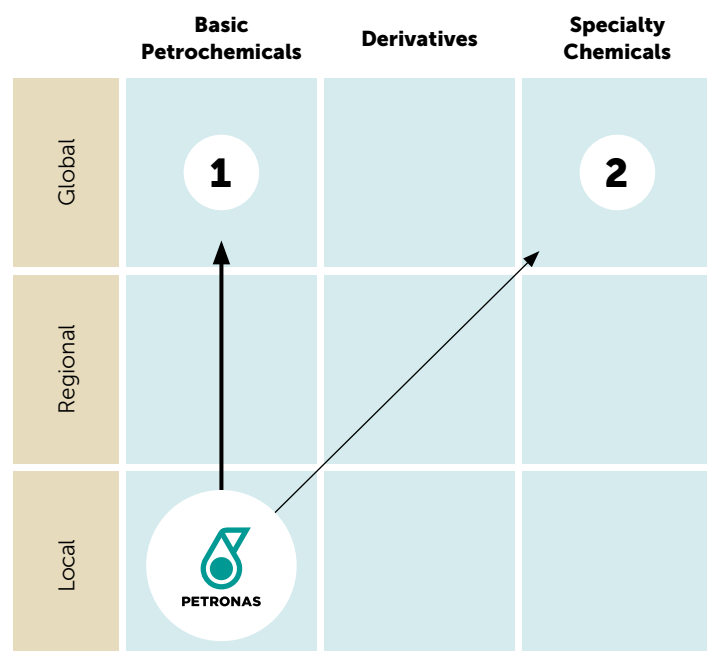 Basic
Petrochemicals
Derivatives
Specialty
Chemicals
Global
1
2
Regional
Local
PETRONAS